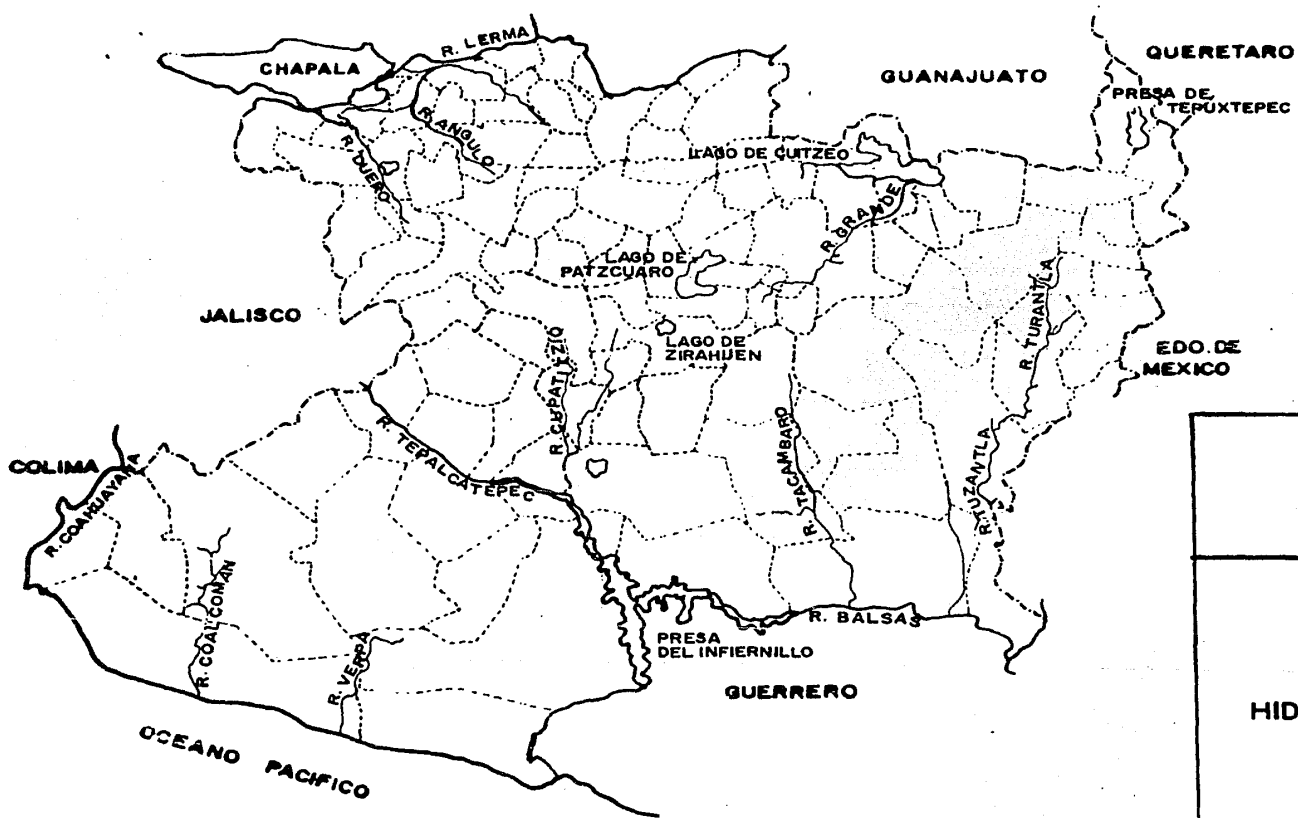 R. LERMA
CHAPALA
GUANAJUATO
QUERETARO
PRESA DE
TEPUXTEPEC
R. ANGULO
R. DUERO
LAGO DE CUITZEO
R. GRANDE
LAGO DE
PATZCUARO
JALISCO
LAGO DE
ZIRAHUEN
R. TURANTLA
EDO. DE
MEXICO
R. CUPATITZIO
R. TEPALCATEPEC
R. TACAMBARO
R. TUZANTLA
COLIMA
R. COAHUAYANA
R. COALCOMAN
R. VERPA
PRESA
DEL INFIERNILLO
R. BALSAS
GUERRERO
HID
OCEANO PACIFICO